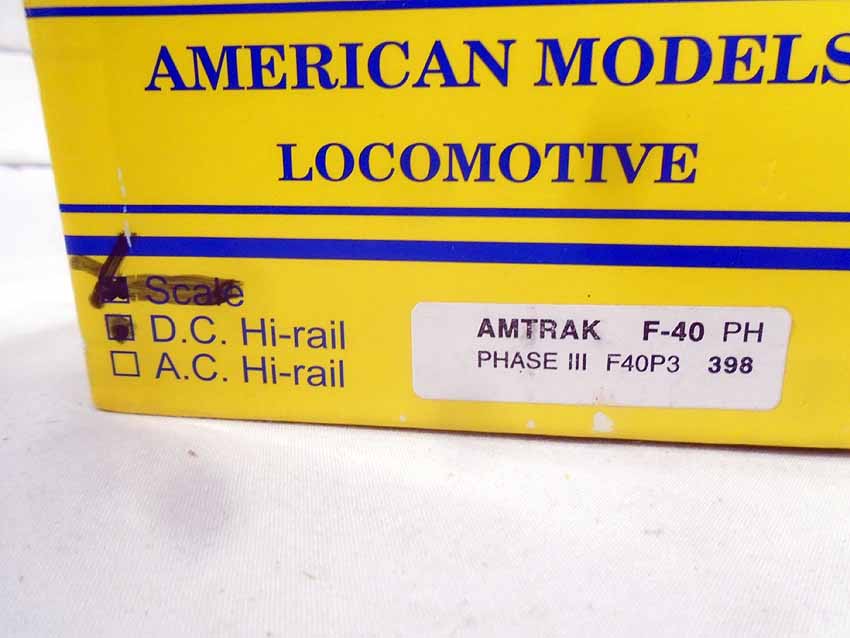 AMERICAN MODELS
LOCOMOTIVE
Scale
D.C. Hi-rail
A.C. Hi-rail
AMTRAK F-40 PH
PHASE III F40P3 398